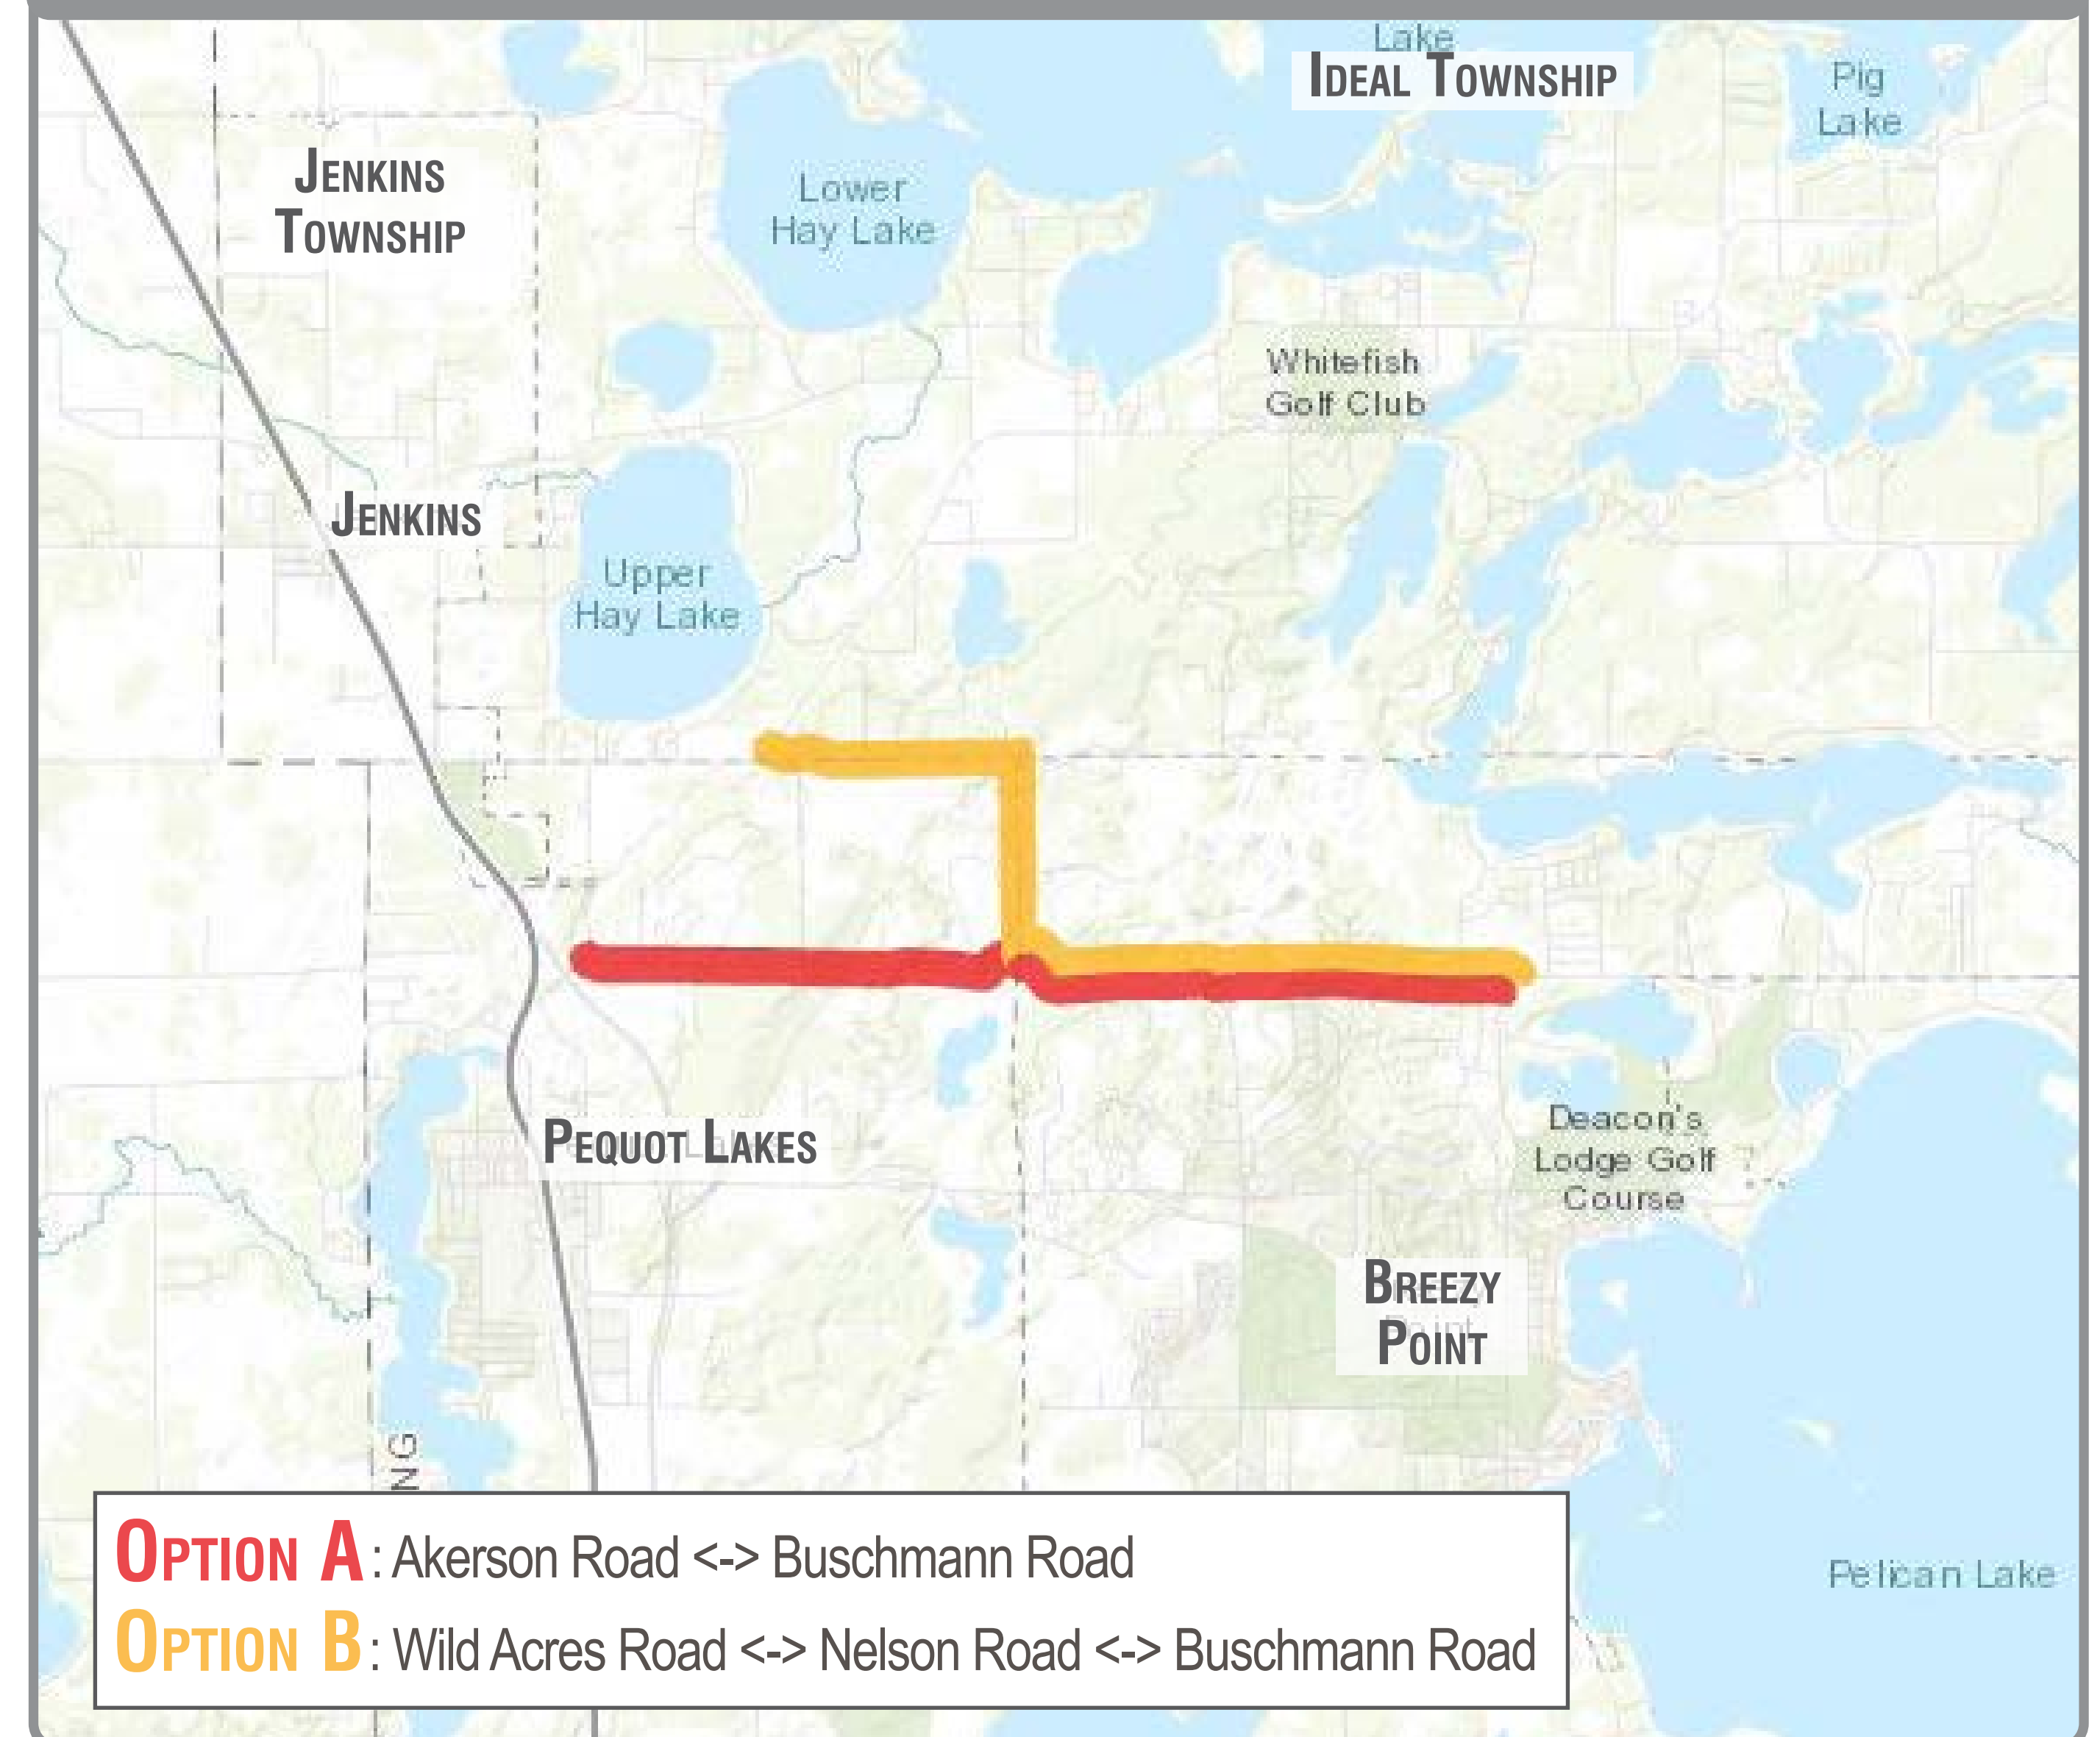 Lake
IDEAL TOWNSHIP
Pig
Lake
JENKINS
TOWNSHIP
Lower
Hay Lake
Whitefish
Golf Club
JENKINS
Upper
Hay Lake
Deacon's
Lodge Golf
Course
PEQUOT LAKES
BREEZY
POINT
NG
Pelican Lake
OPTION A: Akerson Road <-> Buschmann Road
OPTION B: Wild Acres Road <-> Nelson Road <-> Buschmann Road